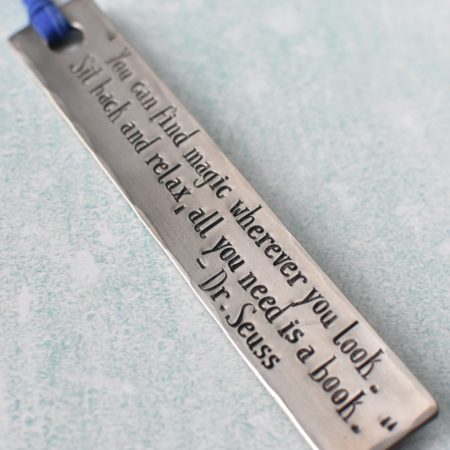 "You can find magic wherever you look -
Sit back and relax, all you need is a book. "
- Dr. Seuss